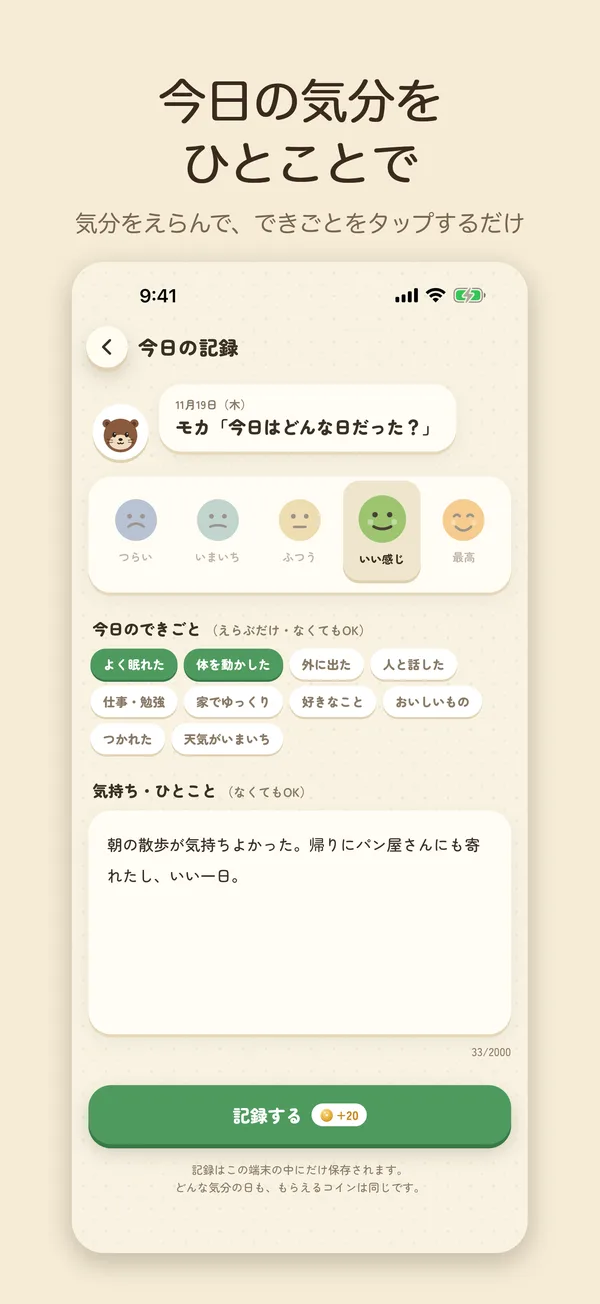 今日の気分を
ひとことで
気分をえらんで、できごとをタップするだけ
9:41
今日の記録
11月19日（木）
モカ「今日はどんな日だった？」
つらい いまいち ふつう いい感じ 最高
今日のできごと（えらぶだけ・なくてもOK）
よく眠れた 体を動かした 外に出た 人と話した
仕事・勉強 家でゆっくり 好きなこと おいしいもの
つかれた 天気がいまいち
気持ち・ひとこと（なくてもOK）
朝の散歩が気持ちよかった。帰りにパン屋さんにも寄
れたし、いい一日。
33/2000
記録する +20
記録はこの端末の中にだけ保存されます。
どんな気分の日も、もらえるコインは同じです。